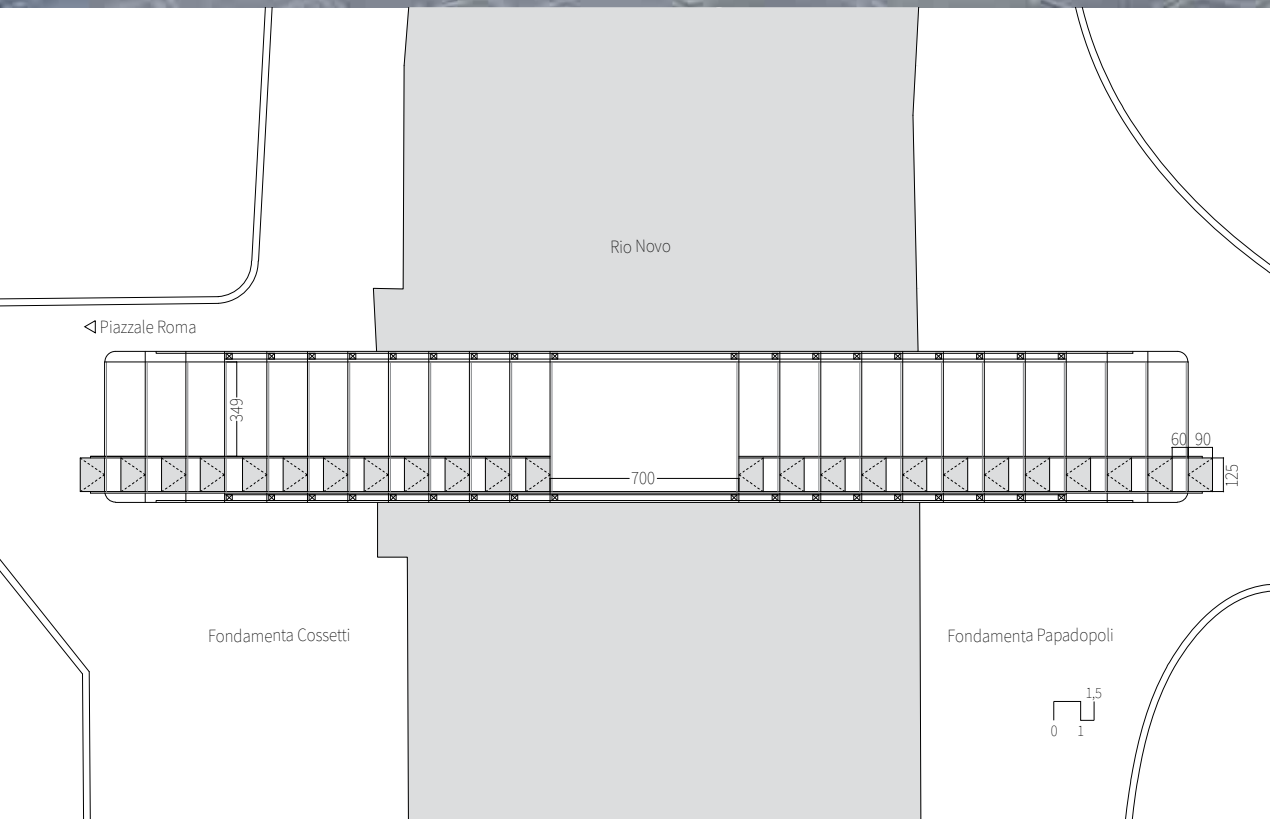 Rio Novo
Piazzale Roma
349
60 90
700
125
Fondamenta Cossetti
Fondamenta Papadopoli
1,5
0 1